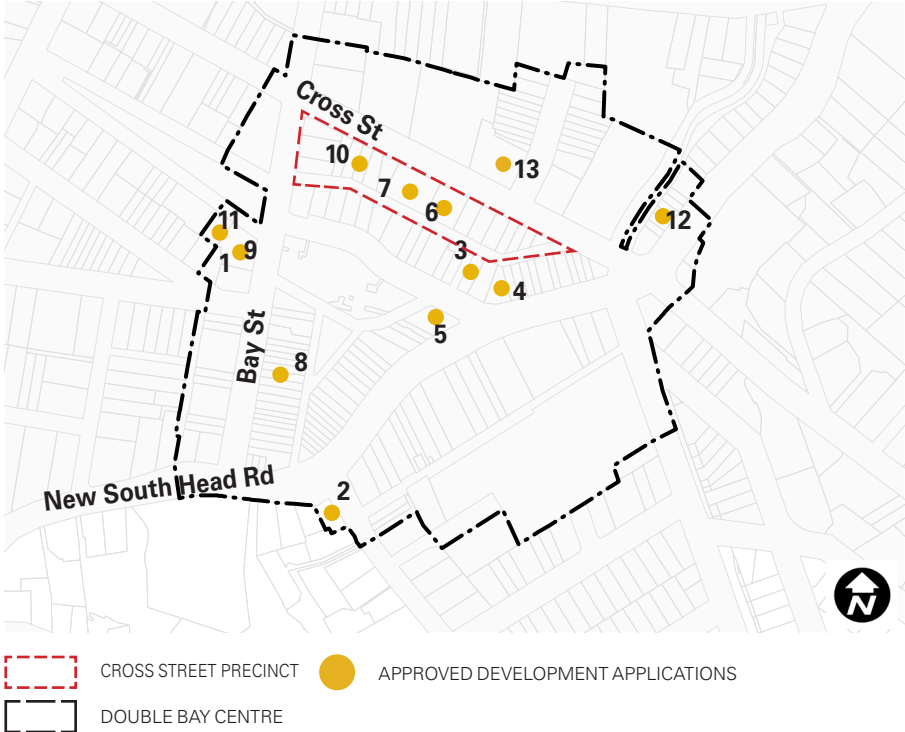 Cross St
10
13
7
6
12
11
9
1
3
4
5
Bay St
8
New South Head Rd
2
N
CROSS STREET PRECINCT
APPROVED DEVELOPMENT APPLICATIONS
DOUBLE BAY CENTRE